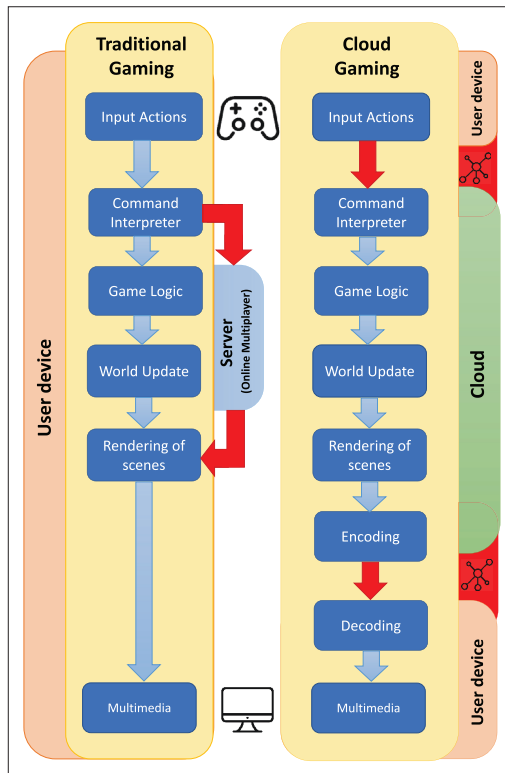 Traditional
Gaming
Input Actions
Command
Interpreter
Game Logic
World Update
Rendering of
scenes
Multimedia
User device
Server
(Online Multiplayer)
Cloud
Gaming
Input Actions
Command
Interpreter
Game Logic
World Update
Rendering of
scenes
Encoding
Decoding
Multimedia
User device
Cloud
User device